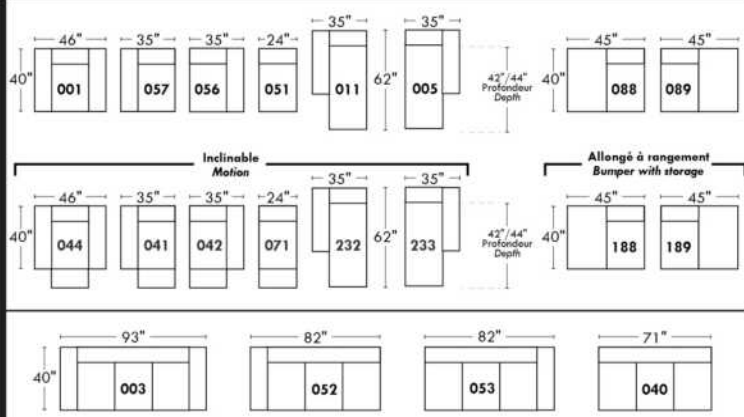 46" 35" 35" 24" 35" 35" 45" 45"
40" 001 057 056 051 011 62" 005 42"/44" Profondeur Depth 40" 088 089
Inclinable
Motion
Allongé à rangement
Bumper with storage
46" 35" 35" 24" 35" 35" 45" 45"
40" 044 041 042 071 232 62" 233 42"/44" Profondeur Depth 40" 188 189
93" 82" 82" 71"
40" 003 052 053 040